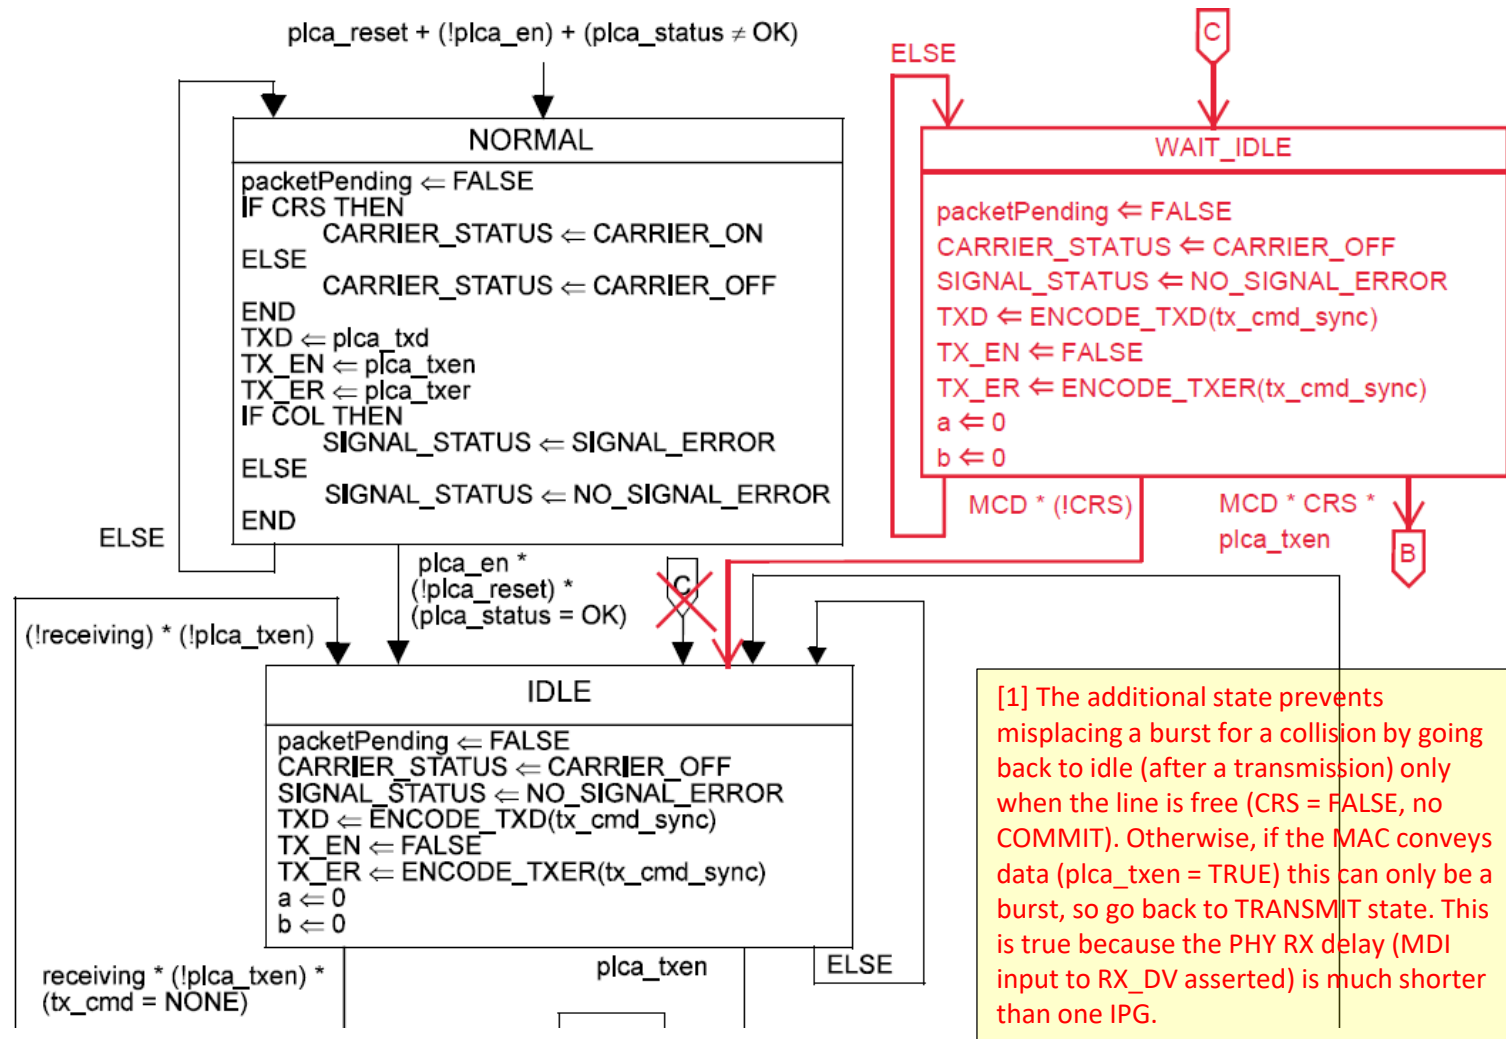 plca_reset + (!plca_en) + (plca_status ≠ OK)
NORMAL
packetPending ⇐ FALSE
IF CRS THEN
CARRIER_STATUS ⇐ CARRIER_ON
ELSE
CARRIER_STATUS ⇐ CARRIER_OFF
END
TXD ⇐ plca_txd
TX_EN ⇐ plca_txen
TX_ER ⇐ plca_txer
IF COL THEN
SIGNAL_STATUS ⇐ SIGNAL_ERROR
ELSE
SIGNAL_STATUS ⇐ NO_SIGNAL_ERROR
END
ELSE
plca_en *
(!plca_reset) *
(plca_status = OK)
C
(!receiving) * (!plca_txen)
IDLE
packetPending ⇐ FALSE
CARRIER_STATUS ⇐ CARRIER_OFF
SIGNAL_STATUS ⇐ NO_SIGNAL_ERROR
TXD ⇐ ENCODE_TXD(tx_cmd_sync)
TX_EN ⇐ FALSE
TX_ER ⇐ ENCODE_TXER(tx_cmd_sync)
a ⇐ 0
b ⇐ 0
receiving * (!plca_txen) *
(tx_cmd = NONE)
plca_txen
ELSE
C
ELSE
WAIT_IDLE
packetPending ⇐ FALSE
CARRIER_STATUS ⇐ CARRIER_OFF
SIGNAL_STATUS ⇐ NO_SIGNAL_ERROR
TXD ⇐ ENCODE_TXD(tx_cmd_sync)
TX_EN ⇐ FALSE
TX_ER ⇐ ENCODE_TXER(tx_cmd_sync)
a ⇐ 0
b ⇐ 0
MCD * (!CRS)
MCD * CRS *
plca_txen
B
[1] The additional state prevents
misplacing a burst for a collision by going
back to idle (after a transmission) only
when the line is free (CRS = FALSE, no
COMMIT). Otherwise, if the MAC conveys
data (plca_txen = TRUE) this can only be a
burst, so go back to TRANSMIT state. This
is true because the PHY RX delay (MDI
input to RX_DV asserted) is much shorter
than one IPG.